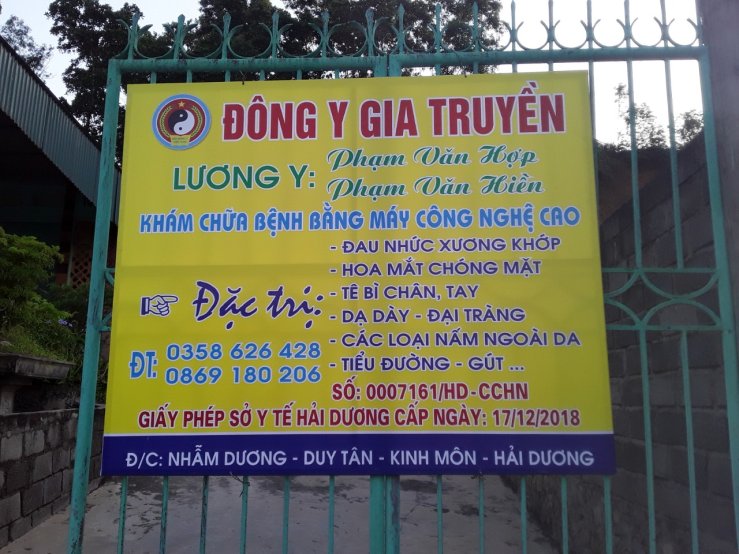 ĐÔNG Y GIA TRUYỀN
LƯƠNG Y: Phạm Văn Hợp
Phạm Văn Hiền
KHÁM CHỮA BỆNH BẰNG MÁY CÔNG NGHỆ CAO
Đặc trị:
- ĐAU NHỨC XƯƠNG KHỚP
- HOA MẮT CHÓNG MẶT
- TÊ BÌ CHÂN, TAY
- DẠ DÀY - ĐẠI TRÀNG
- CÁC LOẠI NẤM NGOÀI DA
- TIỂU ĐƯỜNG - GÚT ...
ĐT: 0358 626 428
0869 180 206
SỐ: 0007161/HD-CCHN
GIẤY PHÉP SỞ Y TẾ HẢI DƯƠNG CẤP NGÀY: 17/12/2018
Đ/C: NHẪM DƯƠNG - DUY TÂN - KINH MÔN - HẢI DƯƠNG